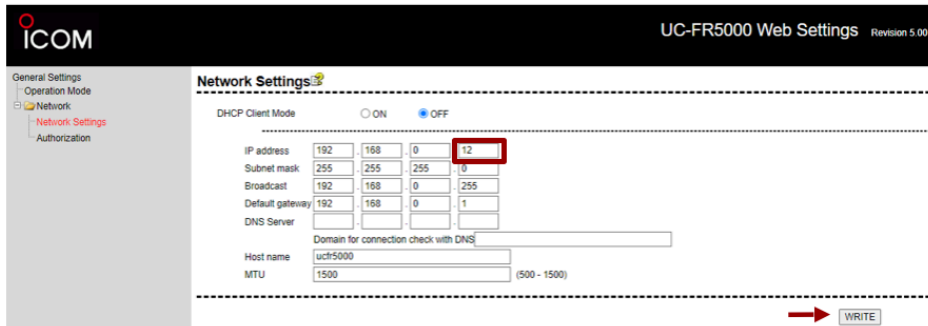 ICOM
UC-FR5000 Web Settings Revision 5.00
General Settings
Operation Mode
Network
Network Settings
Authorization
Network Settings
DHCP Client Mode ON OFF
IP address 192 . 168 . 0 . 12
Subnet mask 255 . 255 . 255 . 0
Broadcast 192 . 168 . 0 . 255
Default gateway 192 . 168 . 0 . 1
DNS Server . . .
Domain for connection check with DNS
Host name ucfr5000
MTU 1500 (500 - 1500)
WRITE